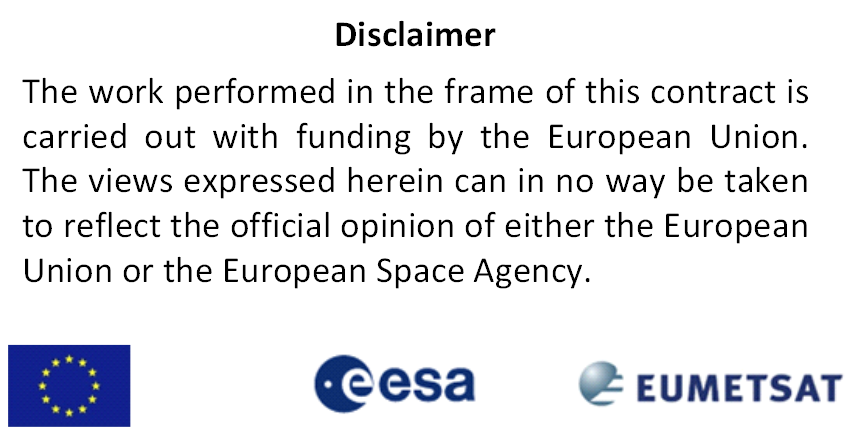 Disclaimer
The work performed in the frame of this contract is
carried out with funding by the European Union.
The views expressed herein can in no way be taken
to reflect the official opinion of either the European
Union or the European Space Agency.
esa
EUMETSAT